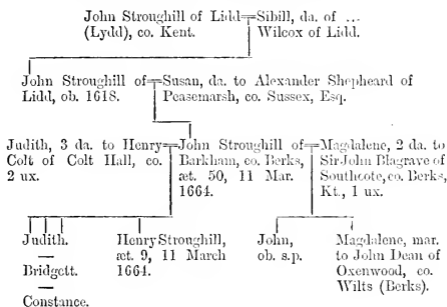 John Stroughill of Lidd
(Lydd), co. Kent.
Sibill, da. of ...
Wilcox of Lidd.
John Stroughill of
Lidd, ob. 1618.
Susan, da. to Alexander Shepheard of
Peasemarsh, co. Sussex, Esq.
Judith, 3 da. to Henry
Colt of Colt Hall, co.
2 ux.
John Stroughill of
Barkham, co. Berks,
æt. 50, 11 Mar.
1664.
Magdalene, 2 da. to
Sir John Blagrave of
Southcote, co. Berks,
Kt., 1 ux.
Judith.
—
Bridgett.
—
Constance.
Henry Stroughill,
æt. 9, 11 March
1664.
John,
ob. s.p.
Magdalene, mar.
to John Dean of
Oxenwood, co.
Wilts (Berks).